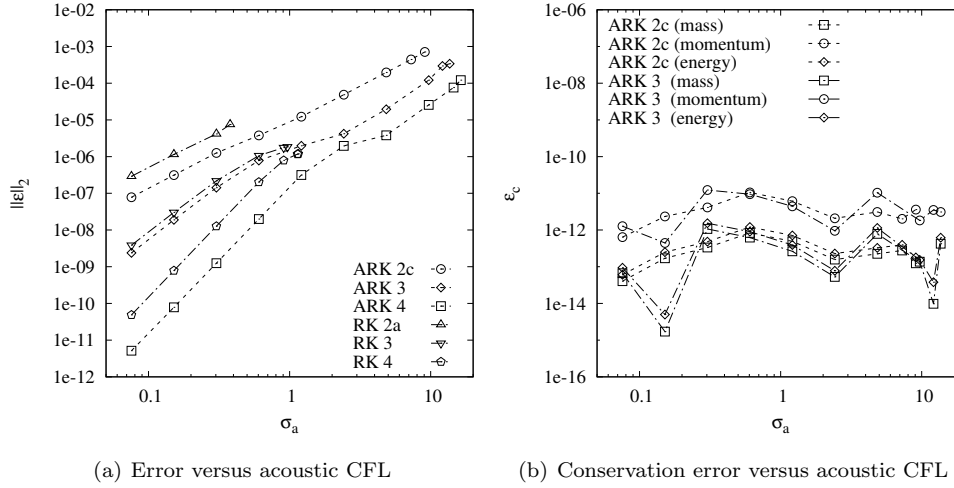 1e-02
1e-03
1e-04
1e-05
1e-06
1e-07
1e-08
1e-09
1e-10
1e-11
1e-12
||ε||₂
0.1 1 10
σₐ
ARK 2c
ARK 3
ARK 4
RK 2a
RK 3
RK 4
(a) Error versus acoustic CFL
1e-06
1e-08
1e-10
1e-12
1e-14
1e-16
ε_c
0.1 1 10
σₐ
ARK 2c (mass)
ARK 2c (momentum)
ARK 2c (energy)
ARK 3 (mass)
ARK 3 (momentum)
ARK 3 (energy)
(b) Conservation error versus acoustic CFL